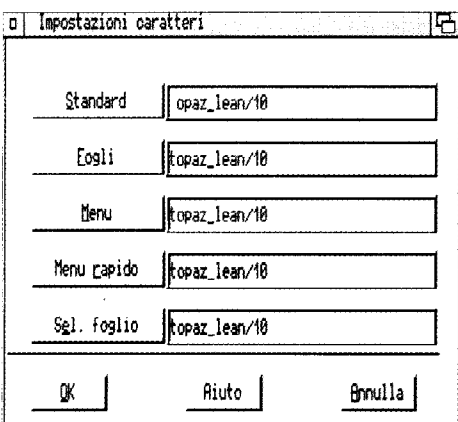 Impostazioni caratteri
Standard opaz_lean/10
Fogli topaz_lean/10
Menu topaz_lean/10
Menu rapido topaz_lean/10
Sel. foglio topaz_lean/10
OK Aiuto Annulla